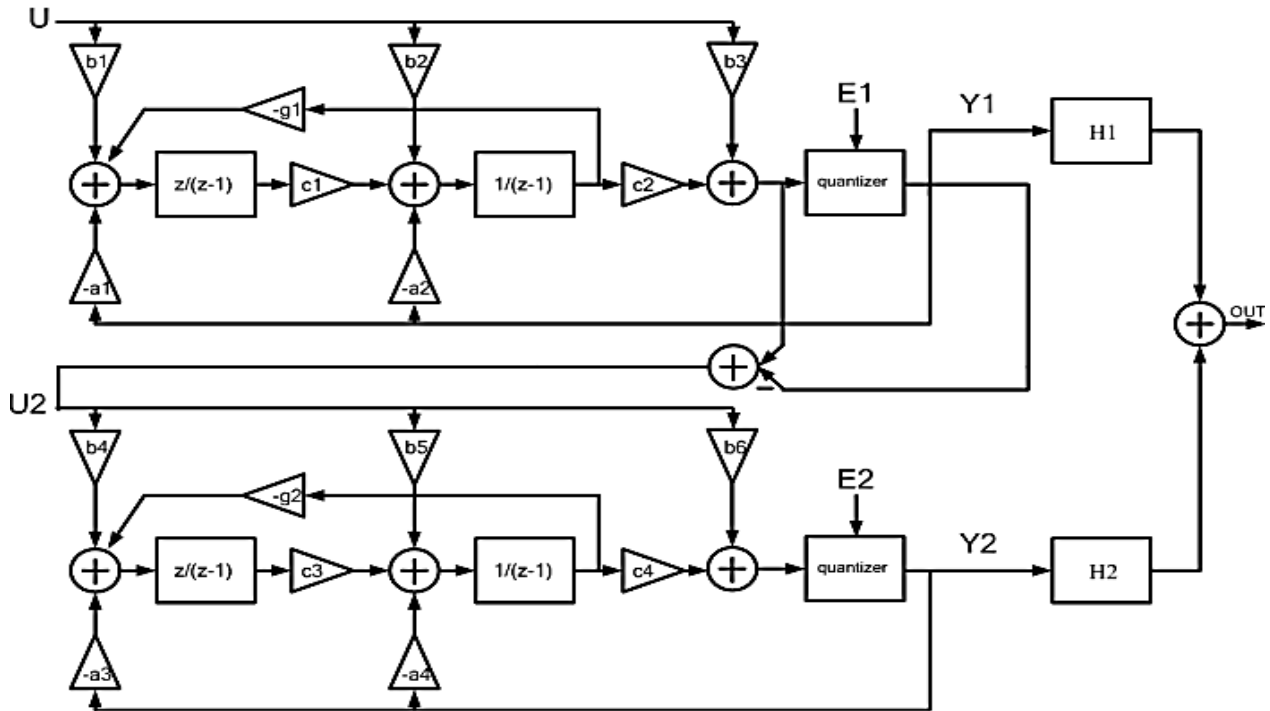 U
b1 b2 b3
-g1 E1 Y1 H1
z/(z-1) c1 1/(z-1) c2 quantizer
-a1 -a2
OUT
–
U2
b4 b5 b6
-g2 E2
z/(z-1) c3 1/(z-1) c4 quantizer Y2 H2
-a3 -a4